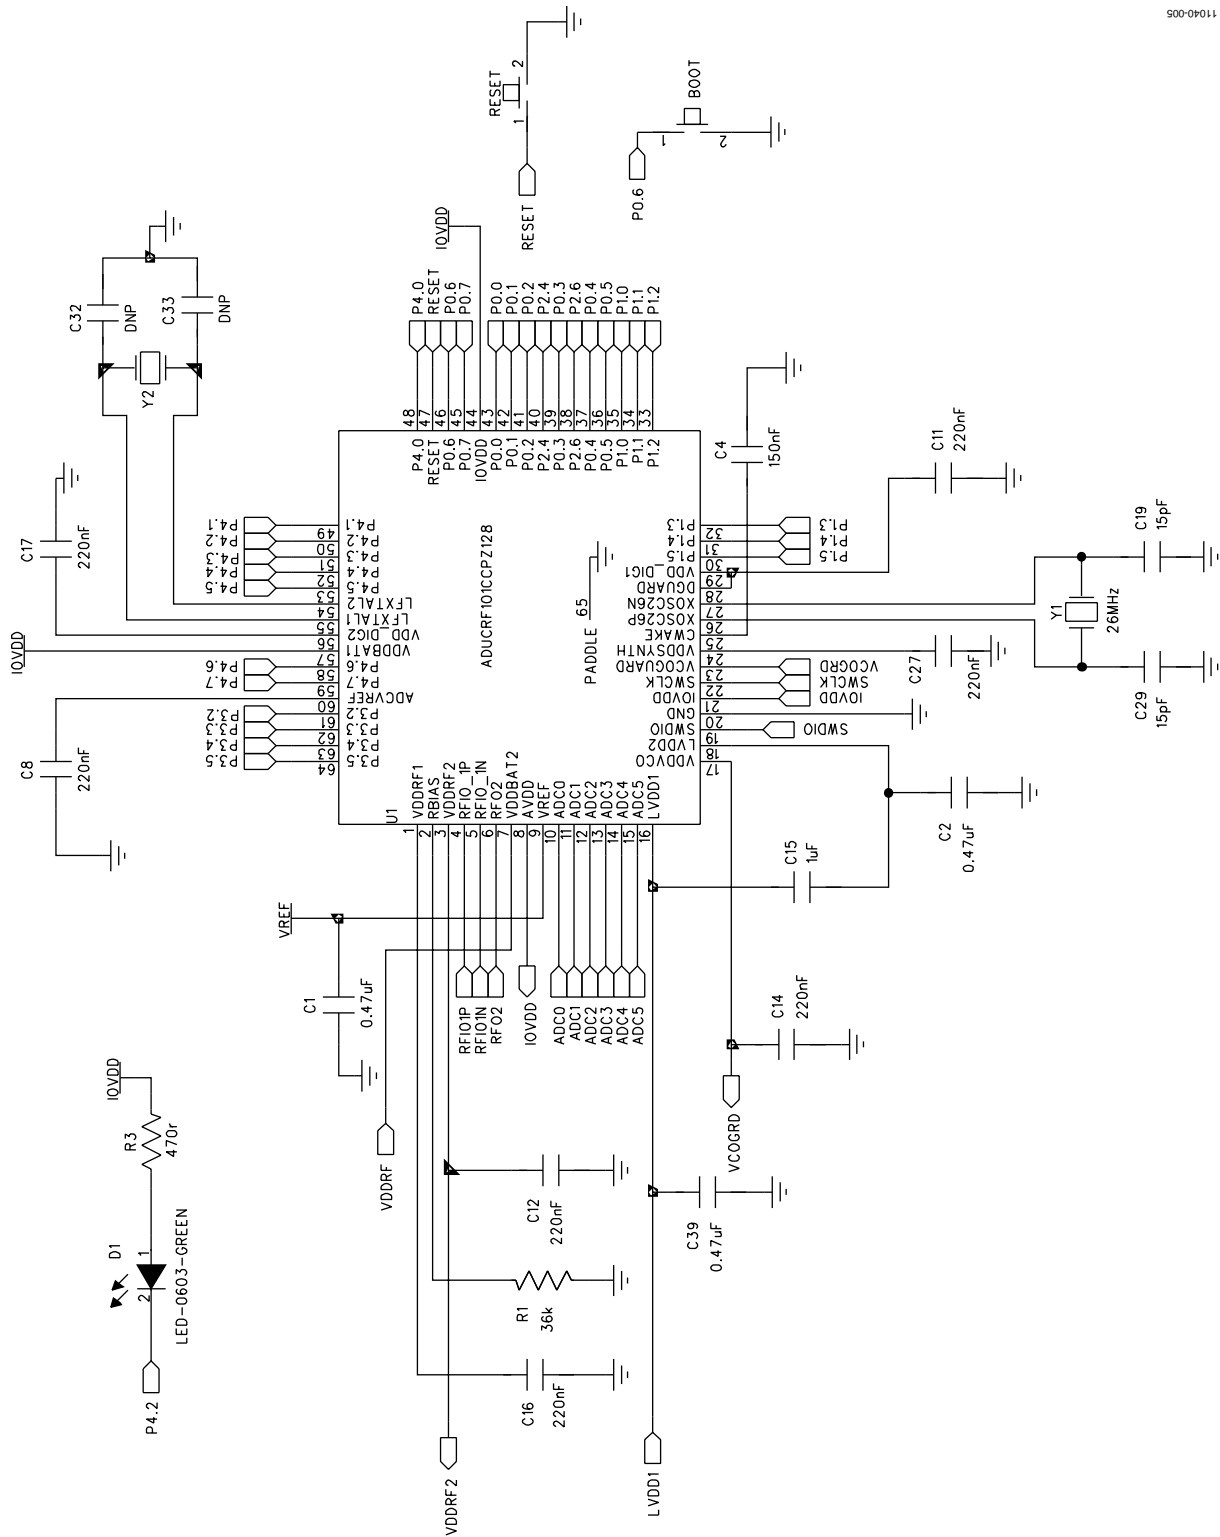 11040-005
RESET
1
2
RESET
BOOT
1
2
P0.6
IOVDD
C32
DNP
C33
DNP
Y2
C17
220nF
IOVDD
C8
220nF
P4.0
RESET
P0.6
P0.7
P0.0
P0.1
P0.2
P2.4
P0.3
P2.6
P0.4
P0.5
P1.0
P1.1
P1.2
48
47
46
45
44
43
42
41
40
39
38
37
36
35
34
33
P4.0
RESET
P0.6
P0.7
IOVDD
P0.0
P0.1
P0.2
P2.4
P0.3
P2.6
P0.4
P0.5
P1.0
P1.1
P1.2
P4.1
P4.2
P4.3
P4.4
P4.5
P4.6
P4.7
P3.2
P3.3
P3.4
P3.5
49
50
51
52
53
54
55
56
57
58
59
60
61
62
63
64
P4.1
P4.2
P4.3
P4.4
P4.5
LFXTAL2
LFXTAL1
VDD_DIG2
VDDBAT1
P4.6
P4.7
ADCVREF
P3.2
P3.3
P3.4
P3.5
ADUCRF101CCPZ128
PADDLE
65
U1
P1.3
P1.4
P1.5
VDD_DIG1
DGUARD
XOSC26N
XOSC26P
CWAKE
VDDSYNTH
VCOGUARD
SWCLK
IOVDD
GND
SWDIO
LVDD2
VDDVCO
32
31
30
29
28
27
26
25
24
23
22
21
20
19
18
17
P1.3
P1.4
P1.5
VCOGRD
SWCLK
IOVDD
SWDIO
C4
150nF
C11
220nF
C19
15pF
Y1
26MHz
C29
15pF
C27
220nF
C2
0.47uF
C15
1uF
VDDRF1
RBIAS
VDDRF2
RFIO_1P
RFIO_1N
RFO2
VDDBAT2
AVDD
VREF
ADC0
ADC1
ADC2
ADC3
ADC4
ADC5
LVDD1
1
2
3
4
5
6
7
8
9
10
11
12
13
14
15
16
VREF
C1
0.47uF
RFIO1P
RFIO1N
RFO2
IOVDD
ADC0
ADC1
ADC2
ADC3
ADC4
ADC5
C14
220nF
VCOGRD
VDDRF
C12
220nF
C39
0.47uF
R1
36k
C16
220nF
VDDRF2
LVDD1
IOVDD
R3
470r
D1
1
2
LED-0603-GREEN
P4.2